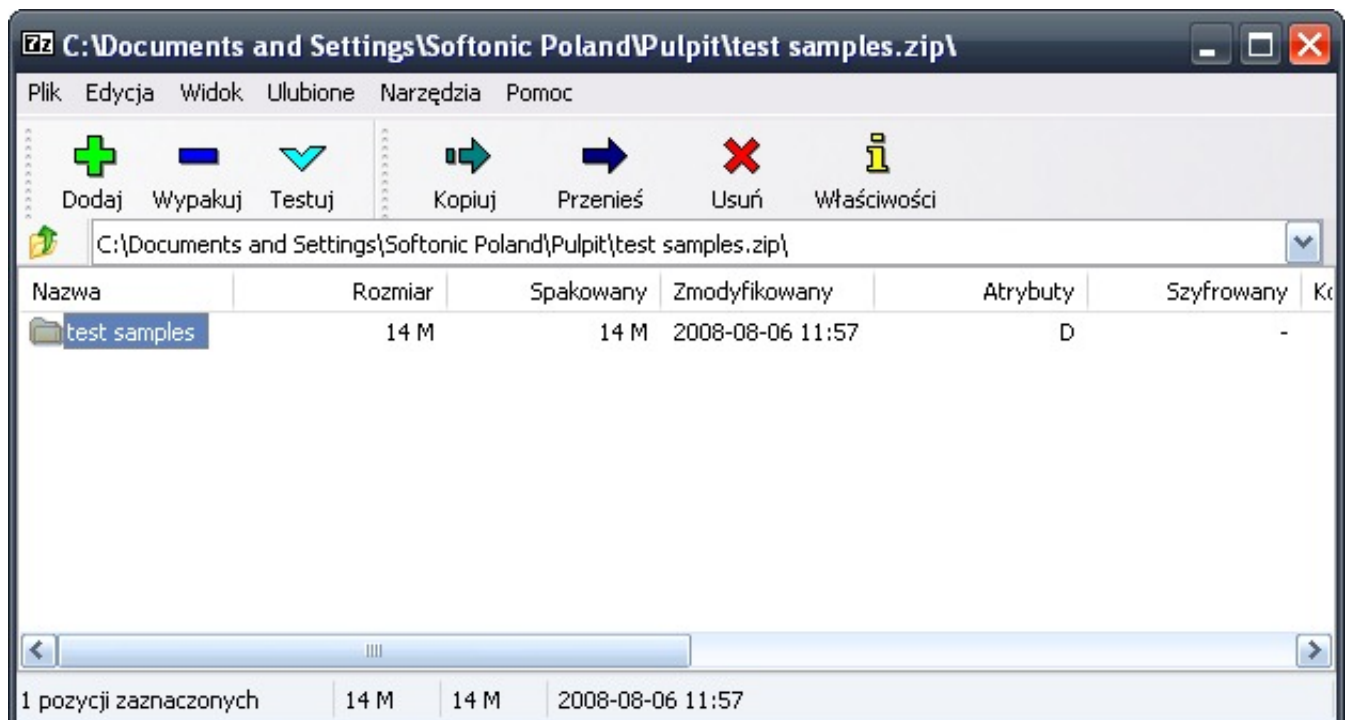 7z C:\Documents and Settings\Softonic Poland\Pulpit\test samples.zip\
Plik Edycja Widok Ulubione Narzędzia Pomoc
Dodaj Wypakuj Testuj Kopiuj Przenieś Usuń Właściwości
C:\Documents and Settings\Softonic Poland\Pulpit\test samples.zip\
Nazwa Rozmiar Spakowany Zmodyfikowany Atrybuty Szyfrowany
test samples 14 M 14 M 2008-08-06 11:57 D -
1 pozycji zaznaczonych 14 M 14 M 2008-08-06 11:57